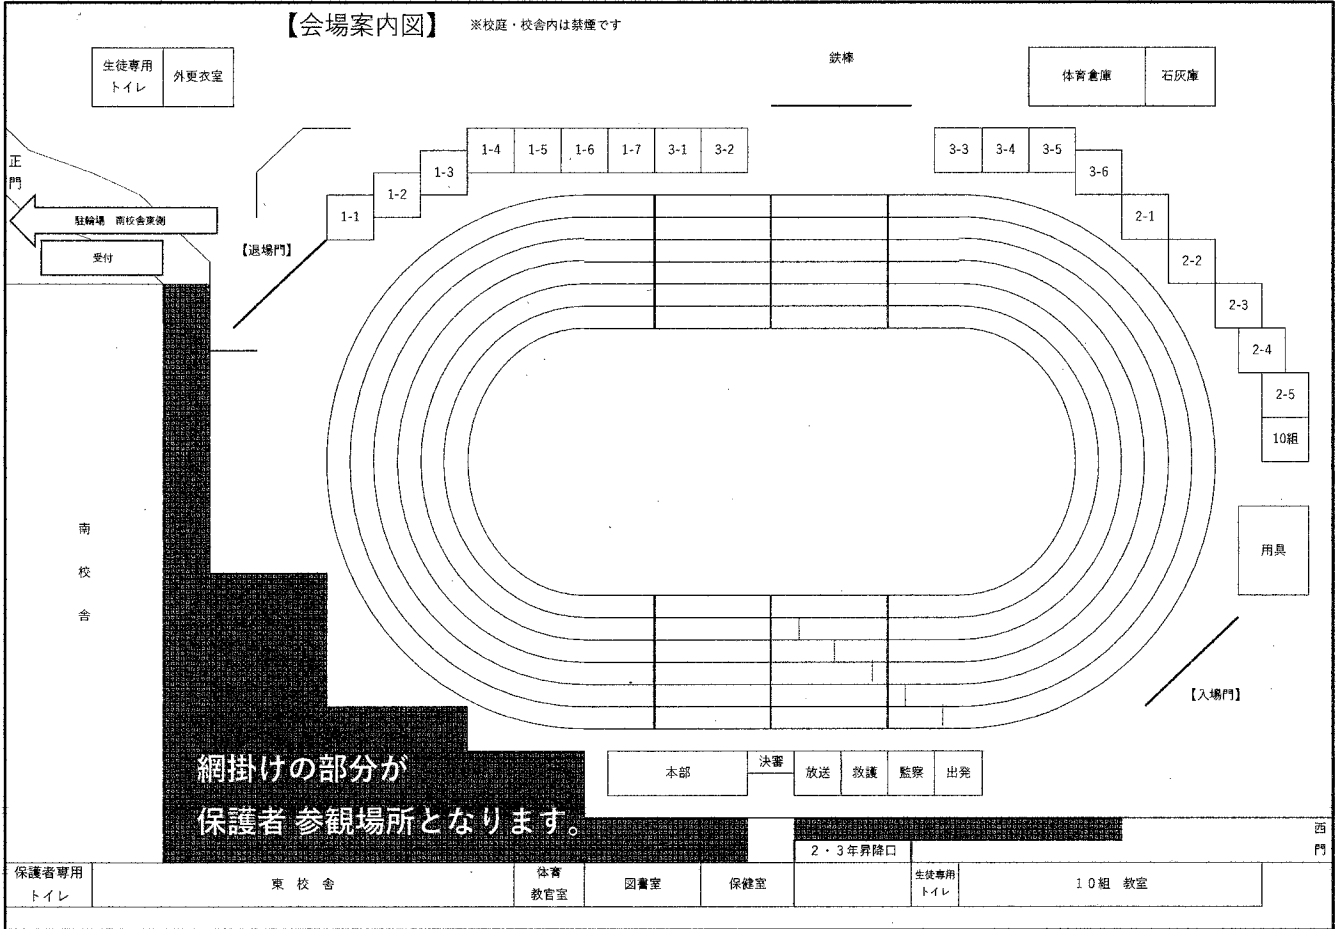 【会場案内図】 ※校庭・校舎内は禁煙です
鉄棒
生徒専用
トイレ
外更衣室
体育倉庫
石灰庫
正
門
1-4 1-5 1-6 1-7 3-1 3-2
3-3 3-4 3-5
1-3
3-6
1-2
1-1
2-1
駐輪場 南校舎東側
受付
【退場門】
2-2
2-3
2-4
2-5
10組
南
校
舎
用具
【入場門】
網掛けの部分が
保護者 参観場所となります。
本部 決審 放送 救護 監察 出発
西
門
2・3年昇降口
保護者専用
トイレ
東 校 舎
体育
教官室
図書室
保健室
生徒専用
トイレ
10組 教室